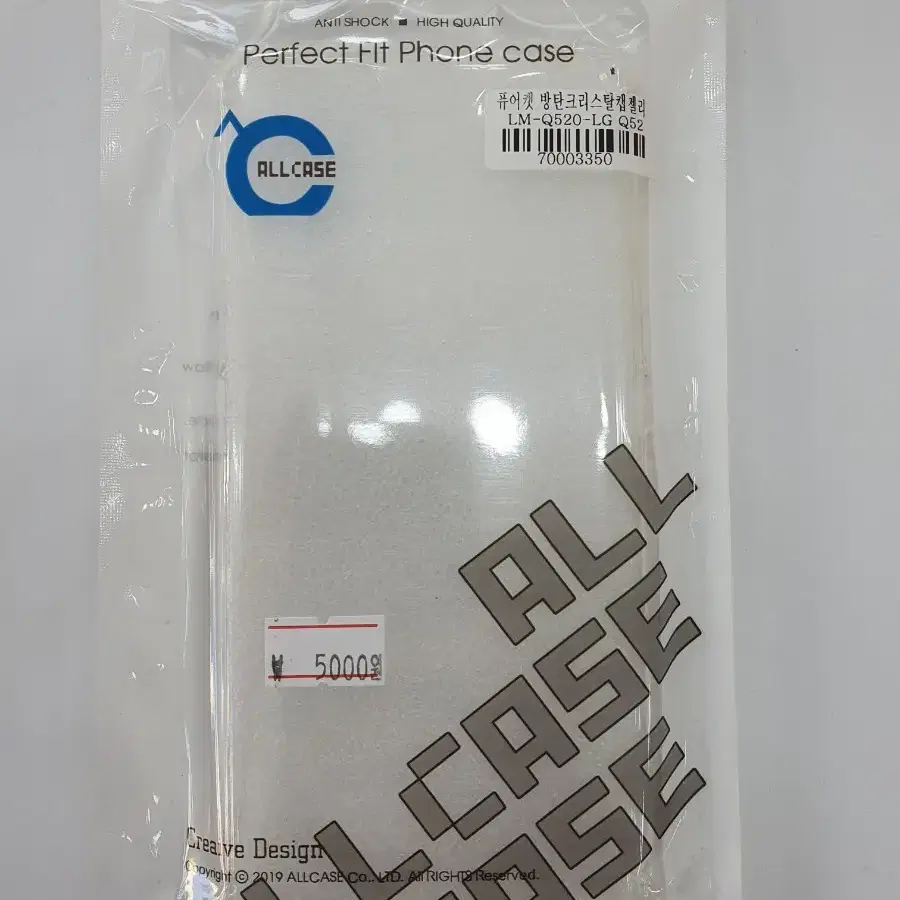 ANTI SHOCK ■ HIGH QUALITY
Perfect Fit Phone case
퓨어켓 방탄크리스탈캡젤리
LM-Q520-LG Q52
70003350
ALLCASE
₩ 5000원
ALL
CASE
ALL CASE
Creative Design
Copyright © 2019 ALLCASE Co., LTD. All RIGHTS Reserved.